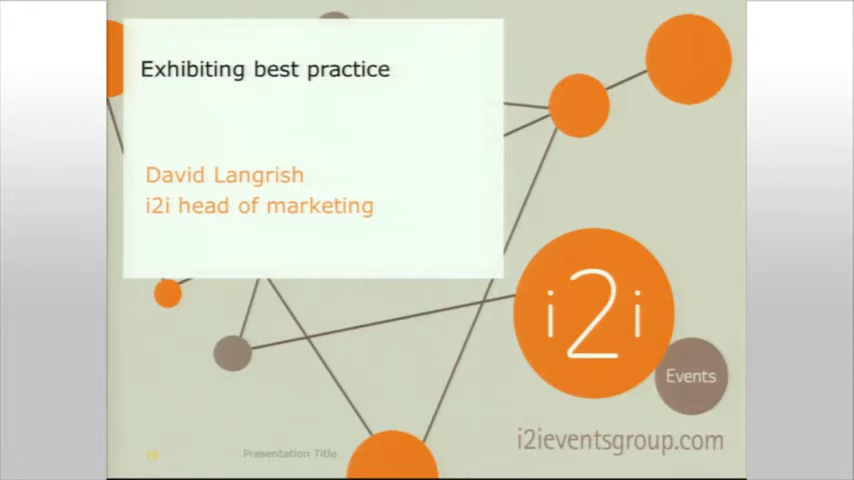 Exhibiting best practice
David Langrish
i2i head of marketing
i2i
Events
i2ieventsgroup.com
Presentation Title